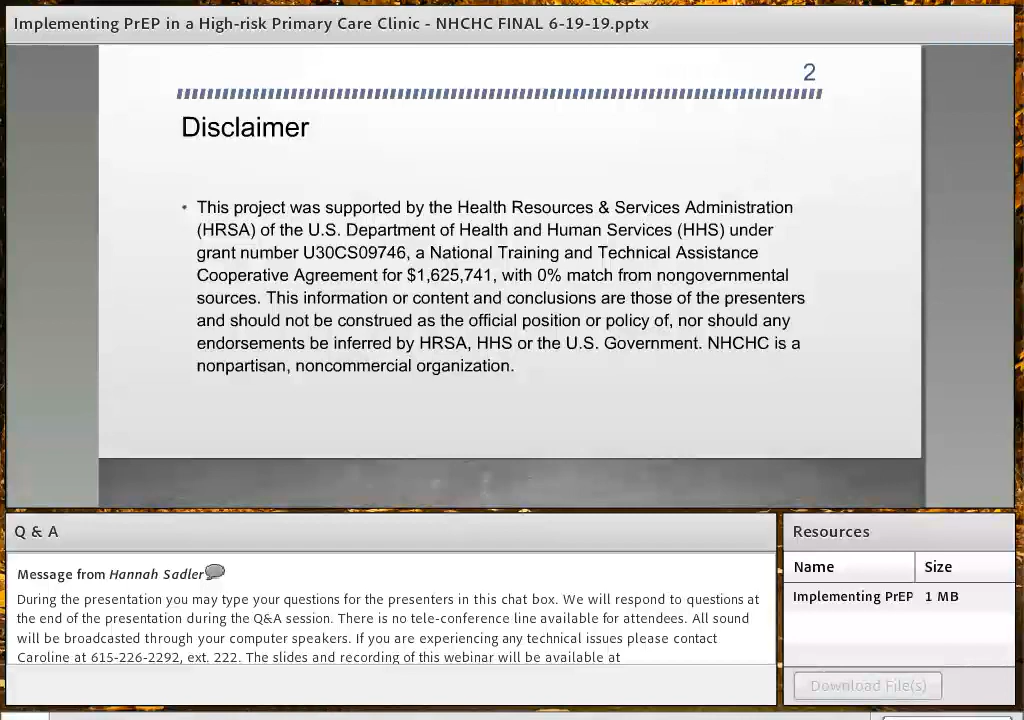 Implementing PrEP in a High-risk Primary Care Clinic - NHCHC FINAL 6-19-19.pptx
2
Disclaimer
• This project was supported by the Health Resources & Services Administration
(HRSA) of the U.S. Department of Health and Human Services (HHS) under
grant number U30CS09746, a National Training and Technical Assistance
Cooperative Agreement for $1,625,741, with 0% match from nongovernmental
sources. This information or content and conclusions are those of the presenters
and should not be construed as the official position or policy of, nor should any
endorsements be inferred by HRSA, HHS or the U.S. Government. NHCHC is a
nonpartisan, noncommercial organization.
Q & A
Message from Hannah Sadler
During the presentation you may type your questions for the presenters in this chat box. We will respond to questions at
the end of the presentation during the Q&A session. There is no tele-conference line available for attendees. All sound
will be broadcasted through your computer speakers. If you are experiencing any technical issues please contact
Caroline at 615-226-2292, ext. 222. The slides and recording of this webinar will be available at
Resources
Name Size
Implementing PrEP 1 MB
Download File(s)